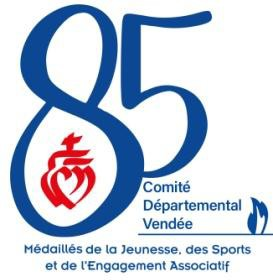 85
Comité
Départemental
Vendée
Médaillés de la Jeunesse, des Sports
et de l'Engagement Associatif